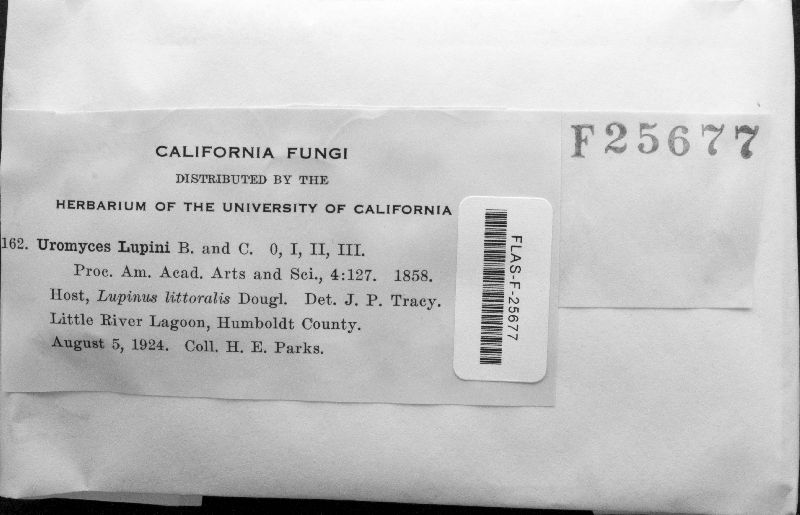 CALIFORNIA FUNGI
DISTRIBUTED BY THE
HERBARIUM OF THE UNIVERSITY OF CALIFORNIA
162. Uromyces Lupini B. and C. 0, I, II, III.
Proc. Am. Acad. Arts and Sci., 4:127. 1858.
Host, Lupinus littoralis Dougl. Det. J. P. Tracy.
Little River Lagoon, Humboldt County.
August 5, 1924. Coll. H. E. Parks.
FLAS-F-25677
F25677